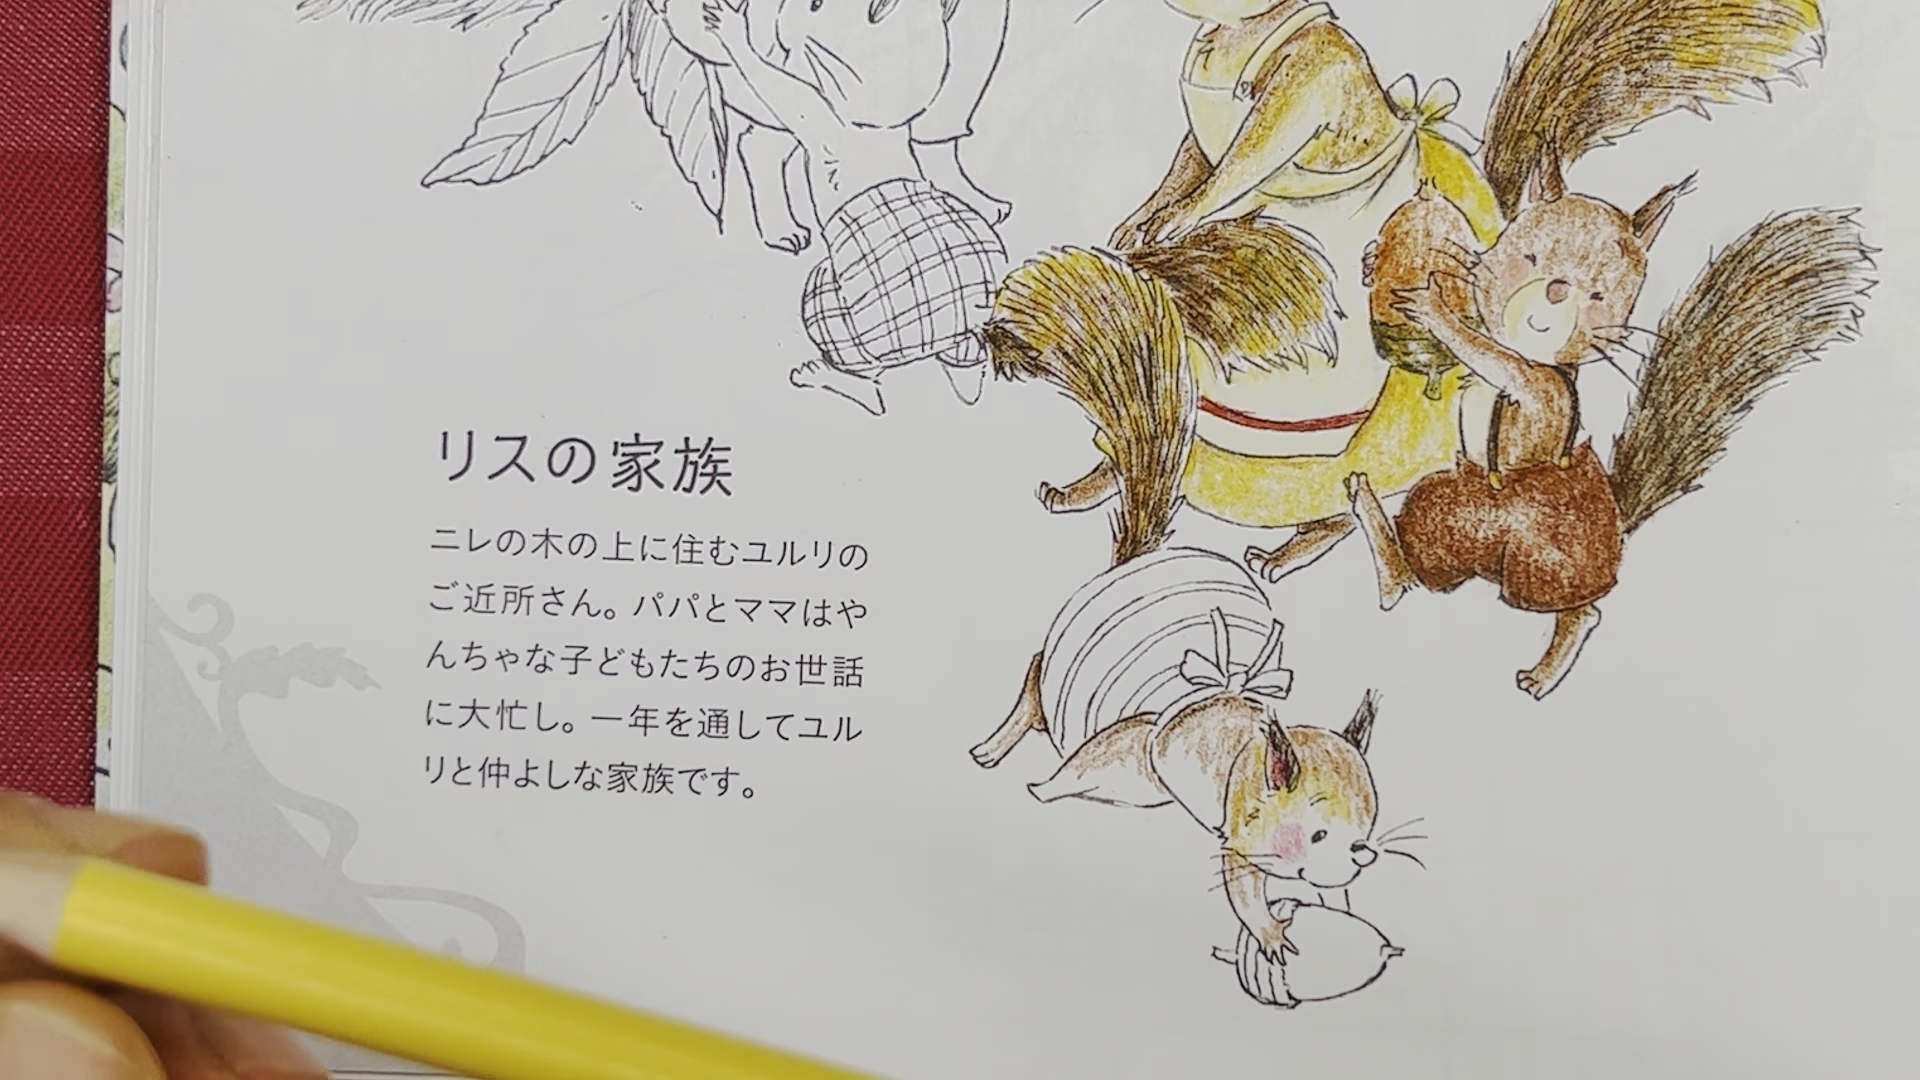 リスの家族
ニレの木の上に住むユルリの
ご近所さん。パパとママはや
んちゃな子どもたちのお世話
に大忙し。一年を通してユル
リと仲よしな家族です。